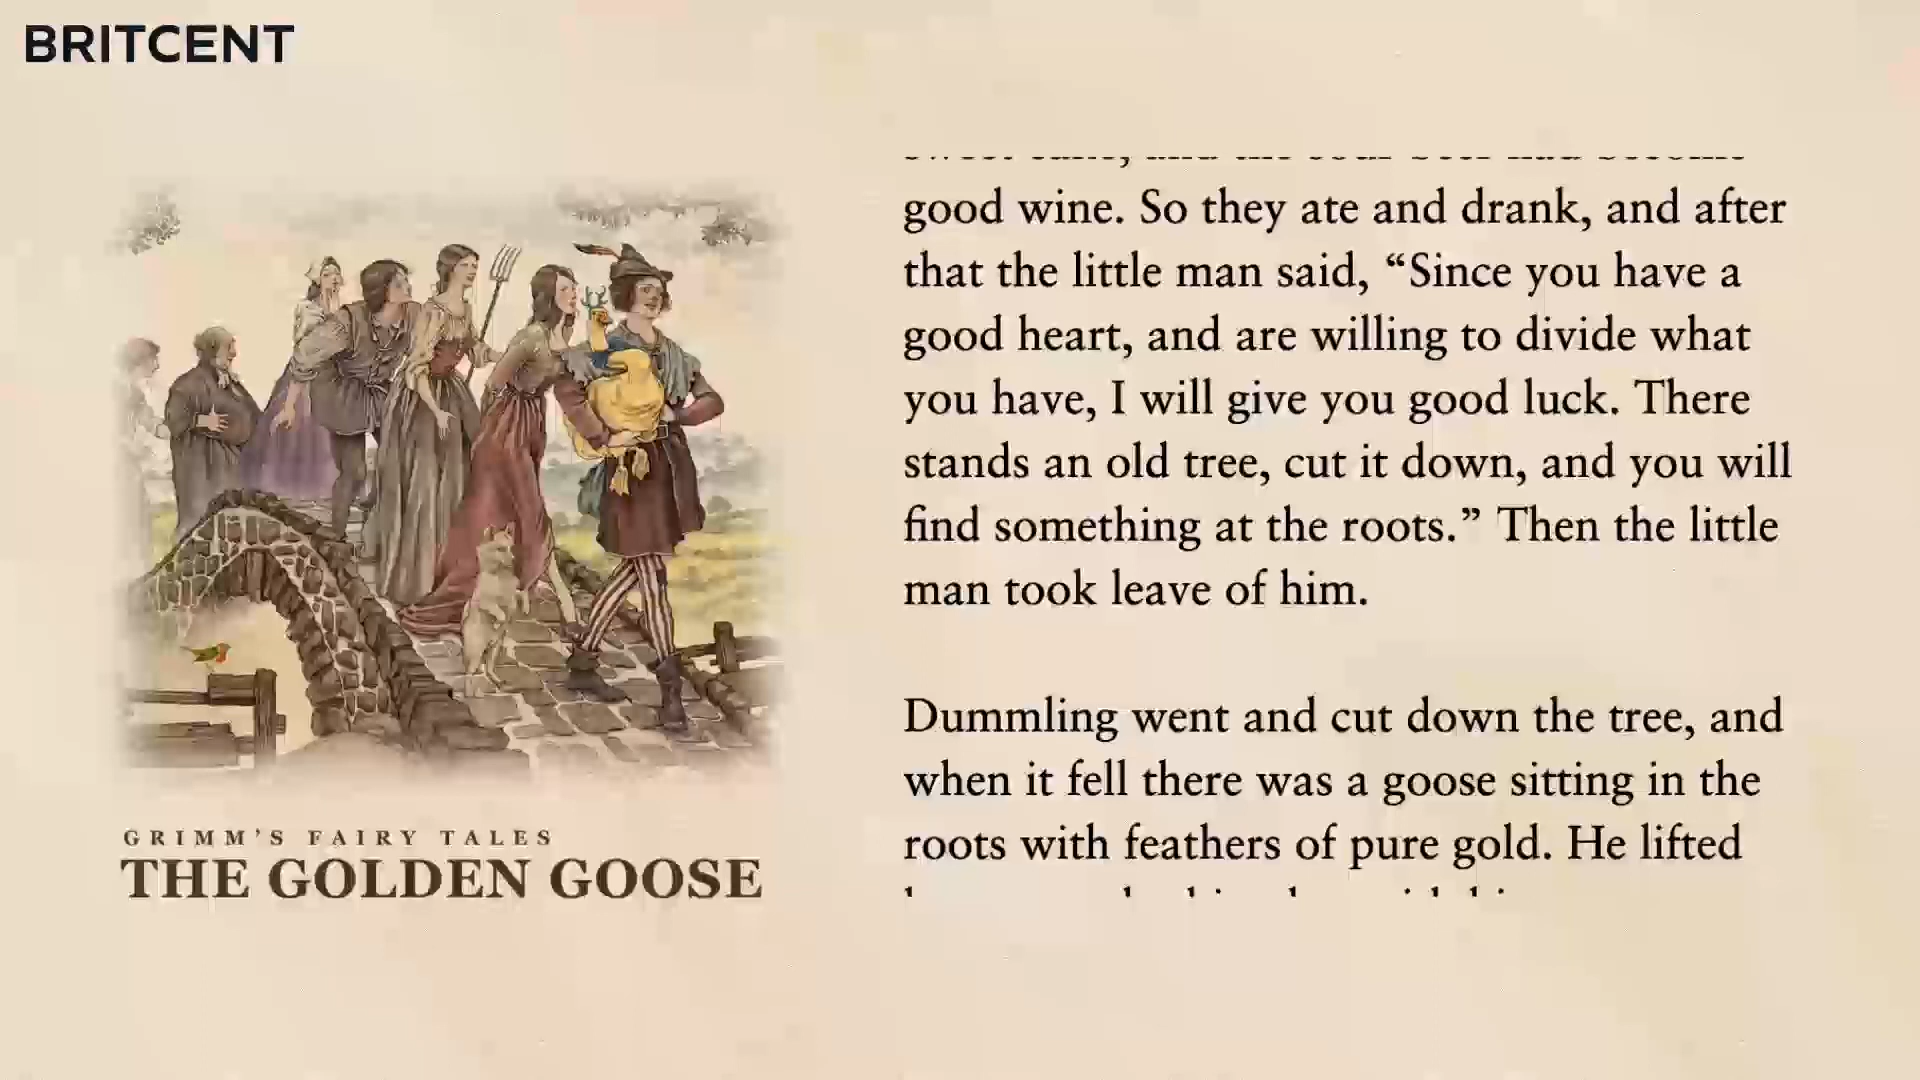 BRITCENT
good wine. So they ate and drank, and after
that the little man said, “Since you have a
good heart, and are willing to divide what
you have, I will give you good luck. There
stands an old tree, cut it down, and you will
find something at the roots.” Then the little
man took leave of him.
Dummling went and cut down the tree, and
when it fell there was a goose sitting in the
roots with feathers of pure gold. He lifted
GRIMM’S FAIRY TALES
THE GOLDEN GOOSE